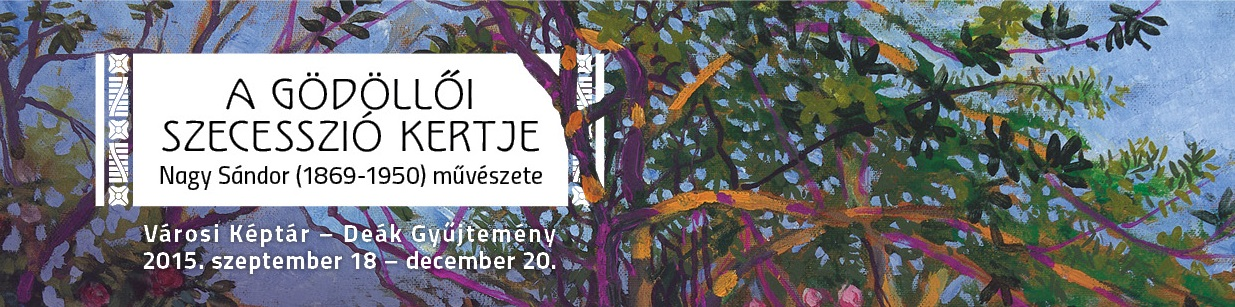 A GÖDÖLLŐI
SZECESSZIÓ KERTJE
Nagy Sándor (1869-1950) művészete
Városi Képtár – Deák Gyűjtemény
2015. szeptember 18 – december 20.